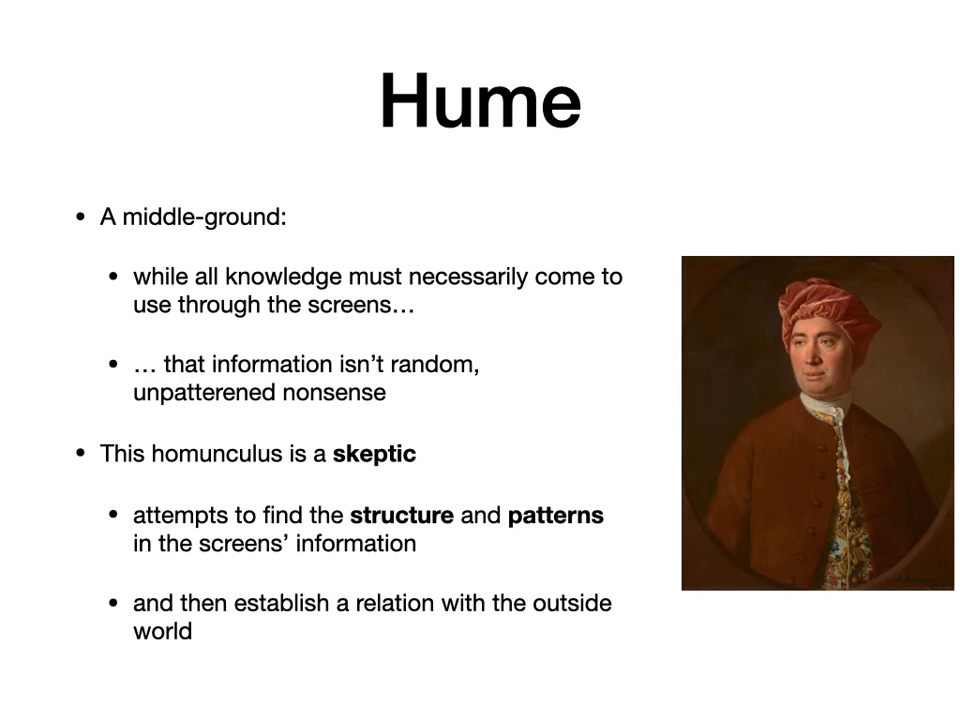 Hume
• A middle-ground:
• while all knowledge must necessarily come to
use through the screens…
• … that information isn’t random,
unpatterened nonsense
• This homunculus is a skeptic
• attempts to find the structure and patterns
in the screens’ information
• and then establish a relation with the outside
world